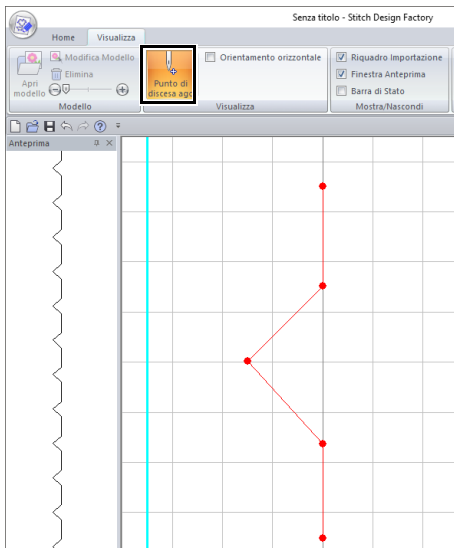 Senza titolo - Stitch Design Factory
Home Visualizza
Apri modello
Modifica Modello
Elimina
Modello
Punto di discesa ago
Orientamento orizzontale
Visualizza
Riquadro Importazione
Finestra Anteprima
Barra di Stato
Mostra/Nascondi
Anteprima